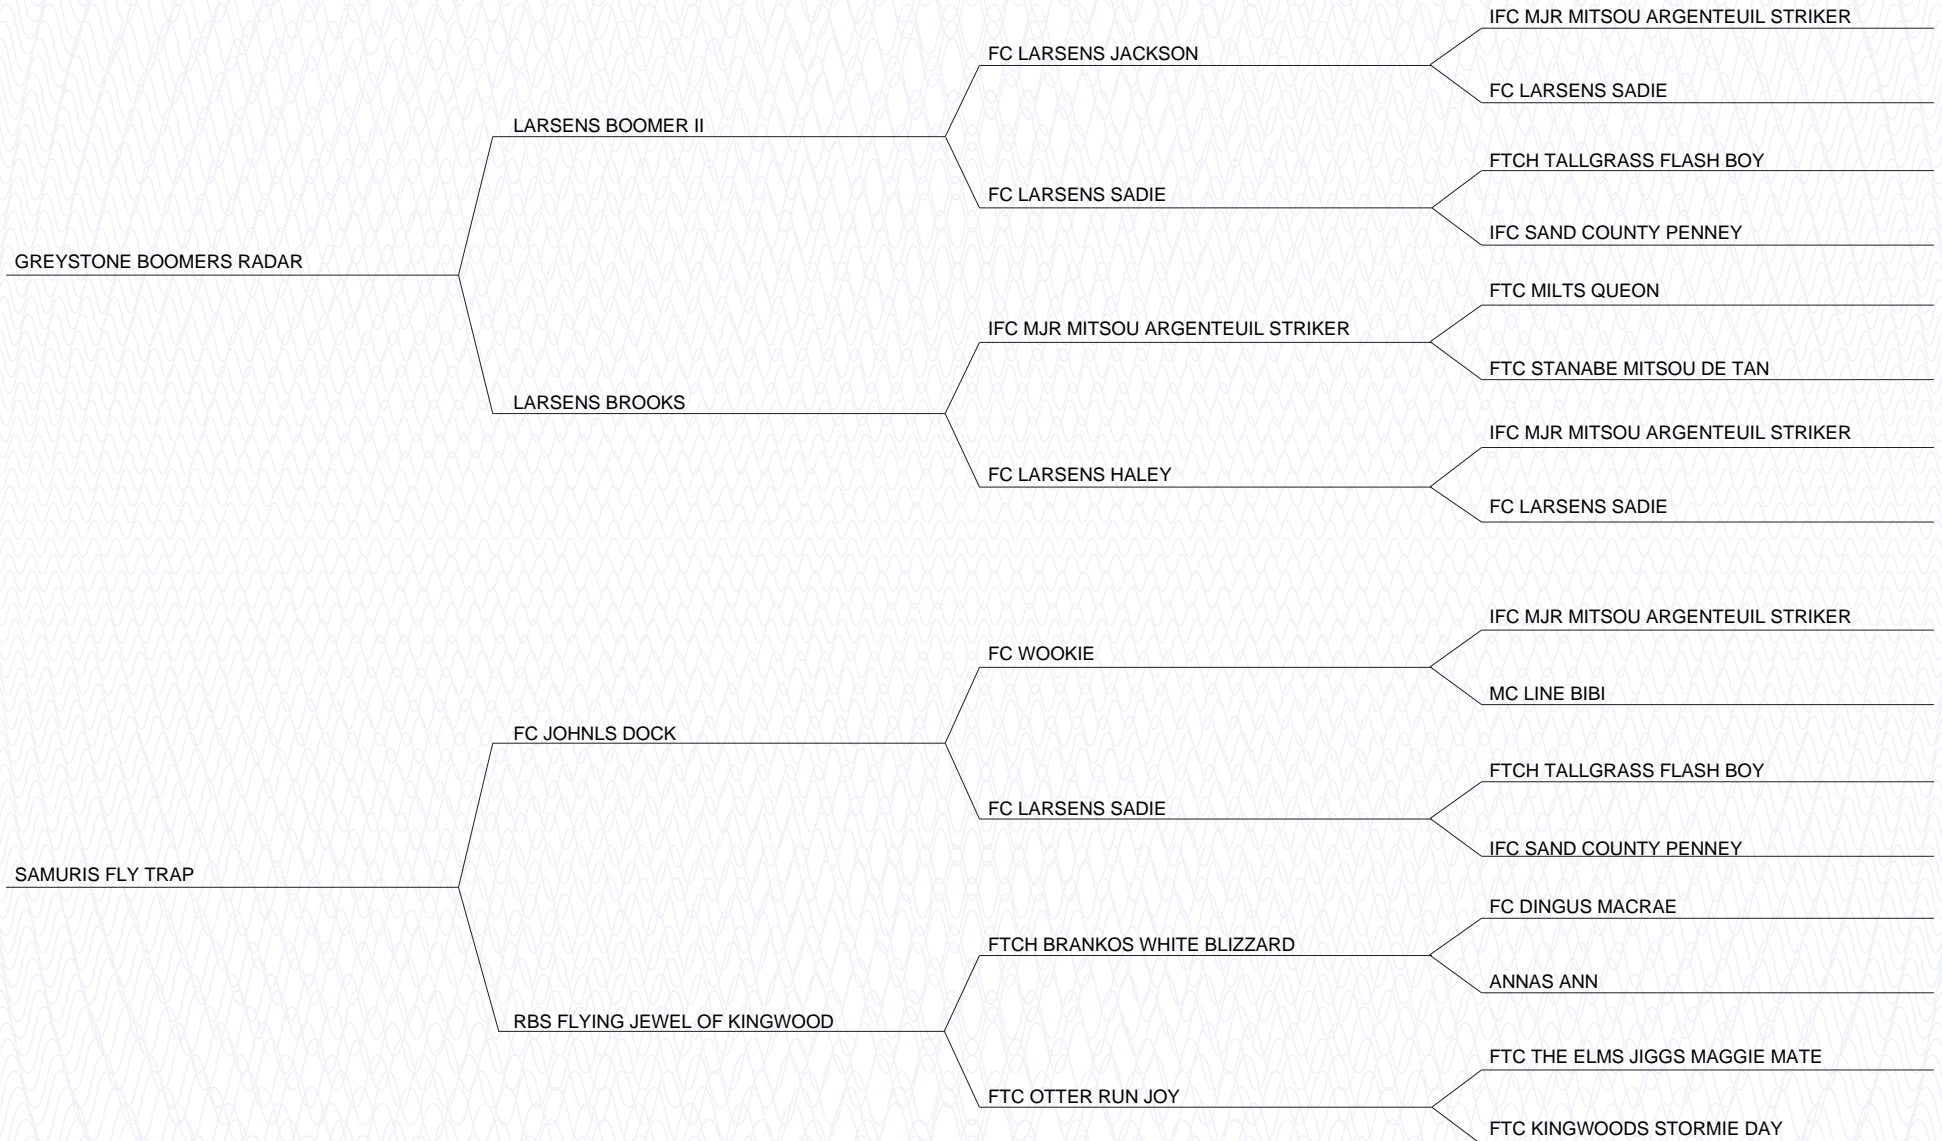 IFC MJR MITSOU ARGENTEUIL STRIKER
FC LARSENS JACKSON
FC LARSENS SADIE
LARSENS BOOMER II
FTCH TALLGRASS FLASH BOY
FC LARSENS SADIE
IFC SAND COUNTY PENNEY
GREYSTONE BOOMERS RADAR
FTC MILTS QUEON
IFC MJR MITSOU ARGENTEUIL STRIKER
FTC STANABE MITSOU DE TAN
LARSENS BROOKS
IFC MJR MITSOU ARGENTEUIL STRIKER
FC LARSENS HALEY
FC LARSENS SADIE
IFC MJR MITSOU ARGENTEUIL STRIKER
FC WOOKIE
MC LINE BIBI
FC JOHNLS DOCK
FTCH TALLGRASS FLASH BOY
FC LARSENS SADIE
IFC SAND COUNTY PENNEY
SAMURIS FLY TRAP
FC DINGUS MACRAE
FTCH BRANKOS WHITE BLIZZARD
ANNAS ANN
RBS FLYING JEWEL OF KINGWOOD
FTC THE ELMS JIGGS MAGGIE MATE
FTC OTTER RUN JOY
FTC KINGWOODS STORMIE DAY